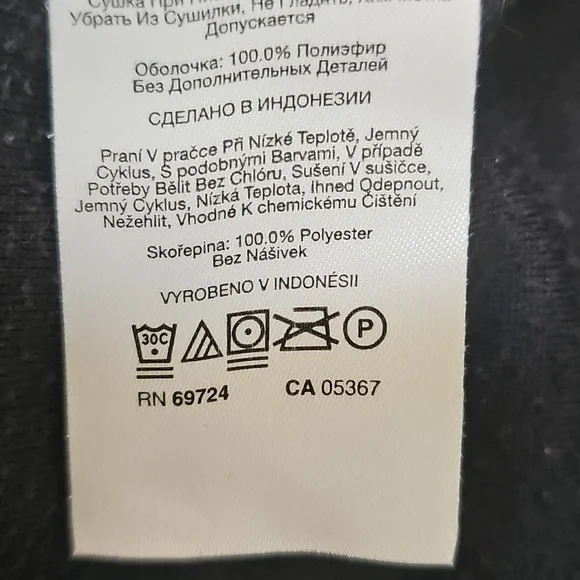 Сушка При
Убрать Из Сушилки, Не Гладить,
Допускается
Оболочка: 100.0% Полиэфир
Без Дополнительных Деталей
СДЕЛАНО В ИНДОНЕЗИИ
Praní V pračce Při Nízké Teplotě, Jemný
Cyklus, S podobnými Barvami, V případě
Potřeby Bělit Bez Chlóru, Sušení V sušičce,
Jemný Cyklus, Nízká Teplota, Ihned Odepnout,
Nežehlit, Vhodné K chemickému Čištění
Skořepina: 100.0% Polyester
Bez Nášivek
VYROBENO V INDONÉSII
30C P
RN 69724 CA 05367